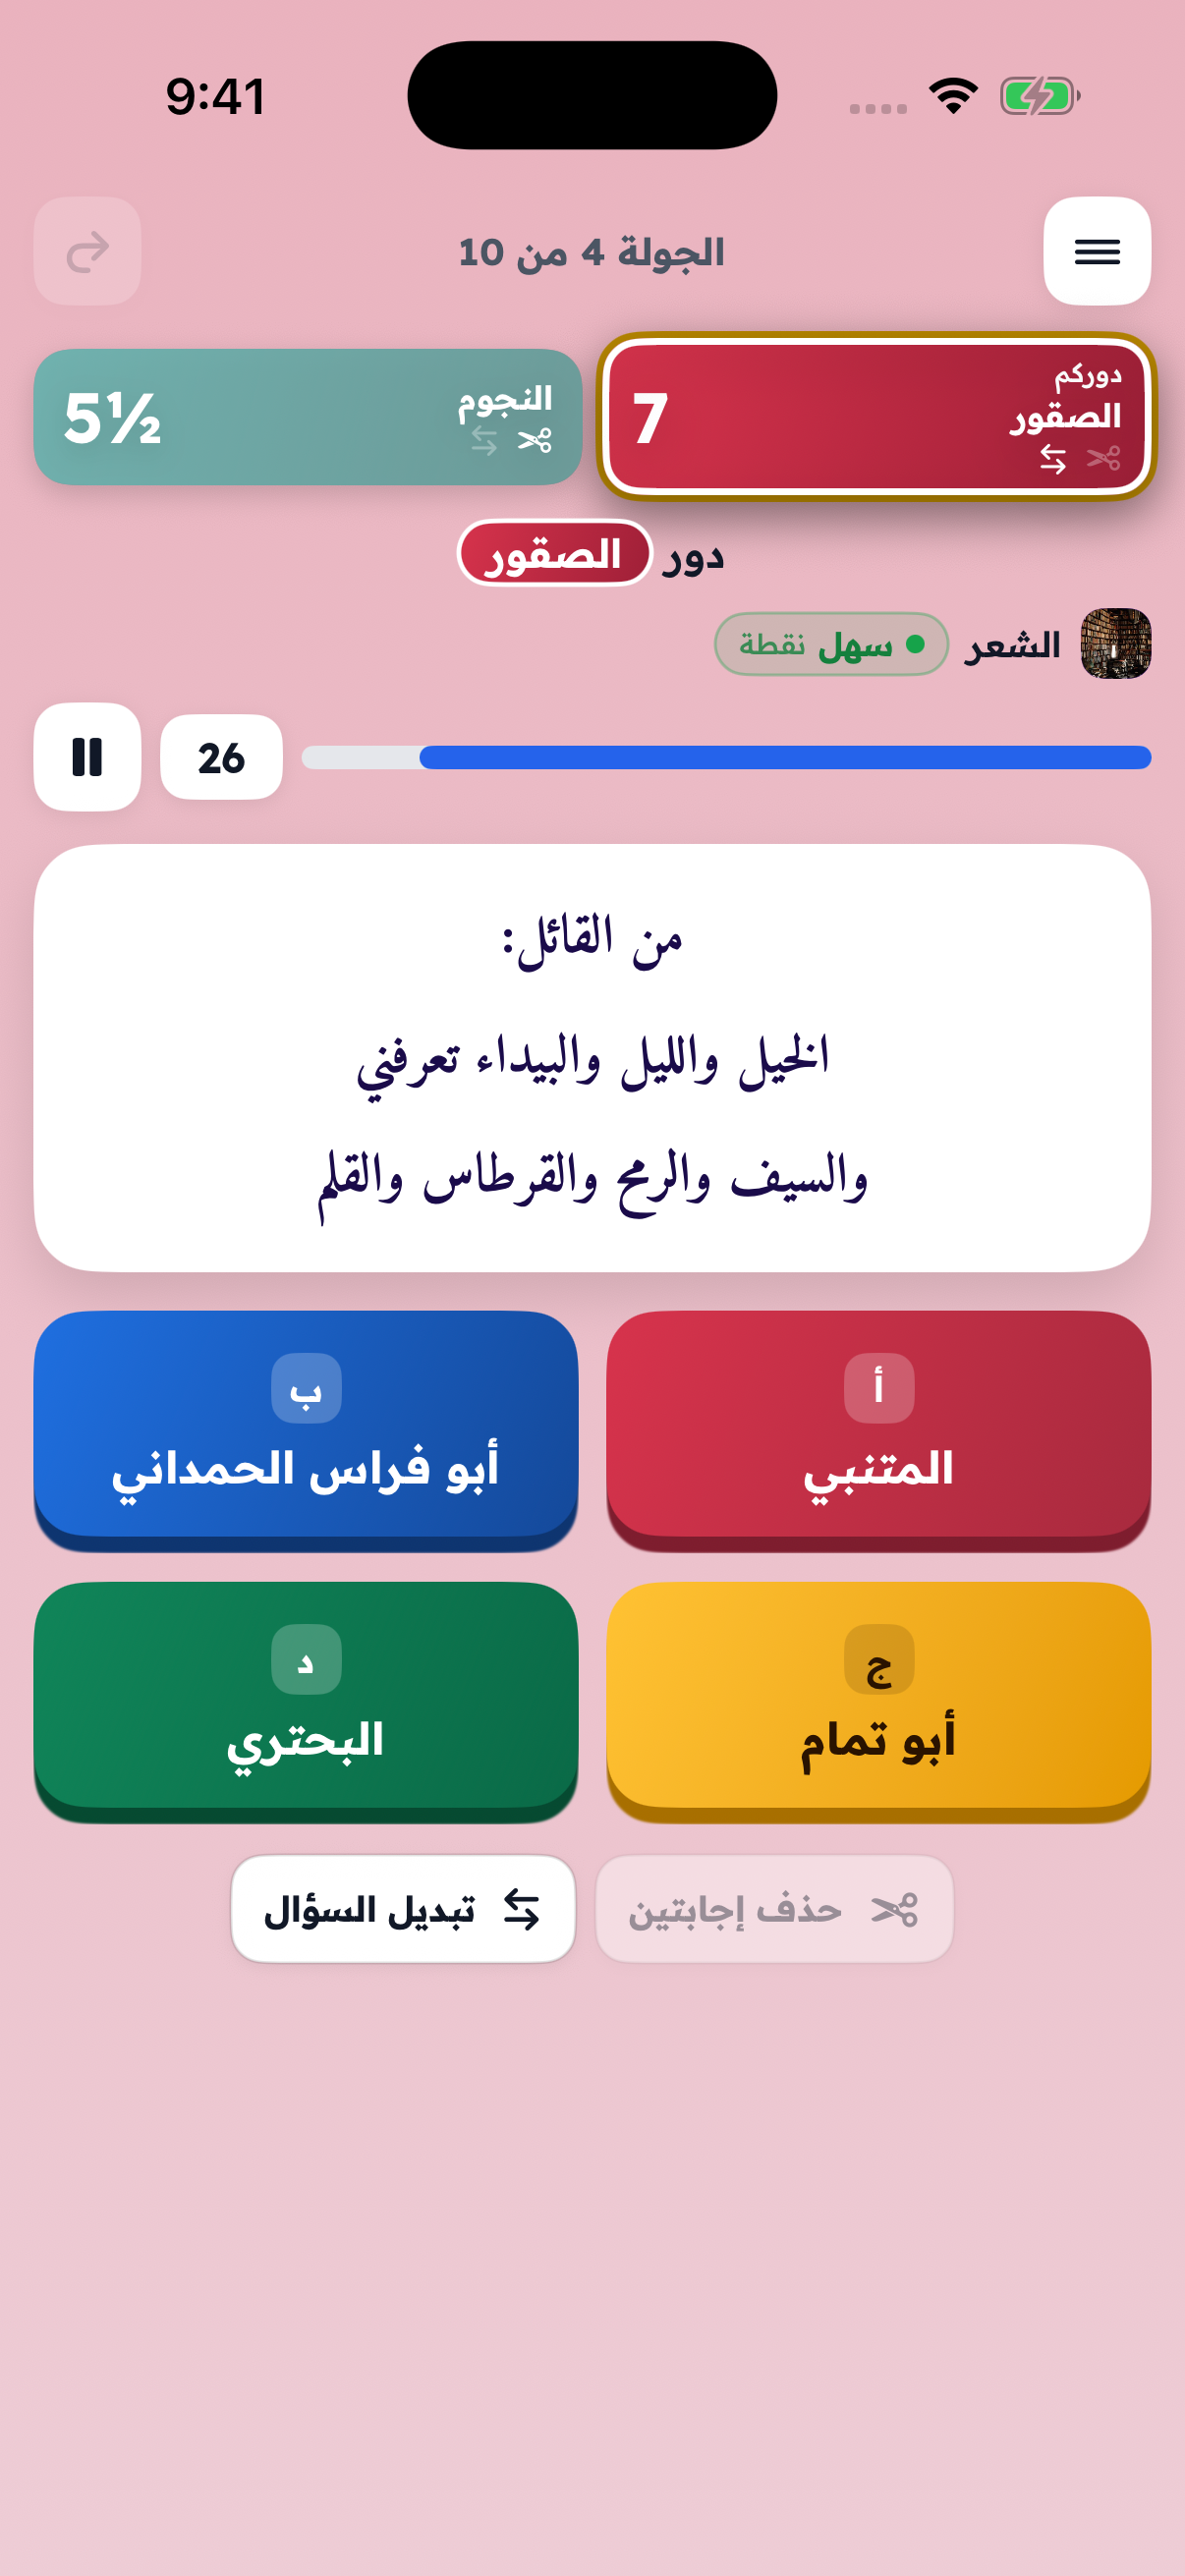 9:41
الجولة 4 من 10
دوركم
الصقور
7
النجوم
5½
دور الصقور
الشعر
سهل نقطة
26
من القائل:
الخيل والليل والبيداء تعرفني
والسيف والرمح والقرطاس والقلم
أ
المتنبي
ب
أبو فراس الحمداني
ج
أبو تمام
د
البحتري
حذف إجابتين
تبديل السؤال